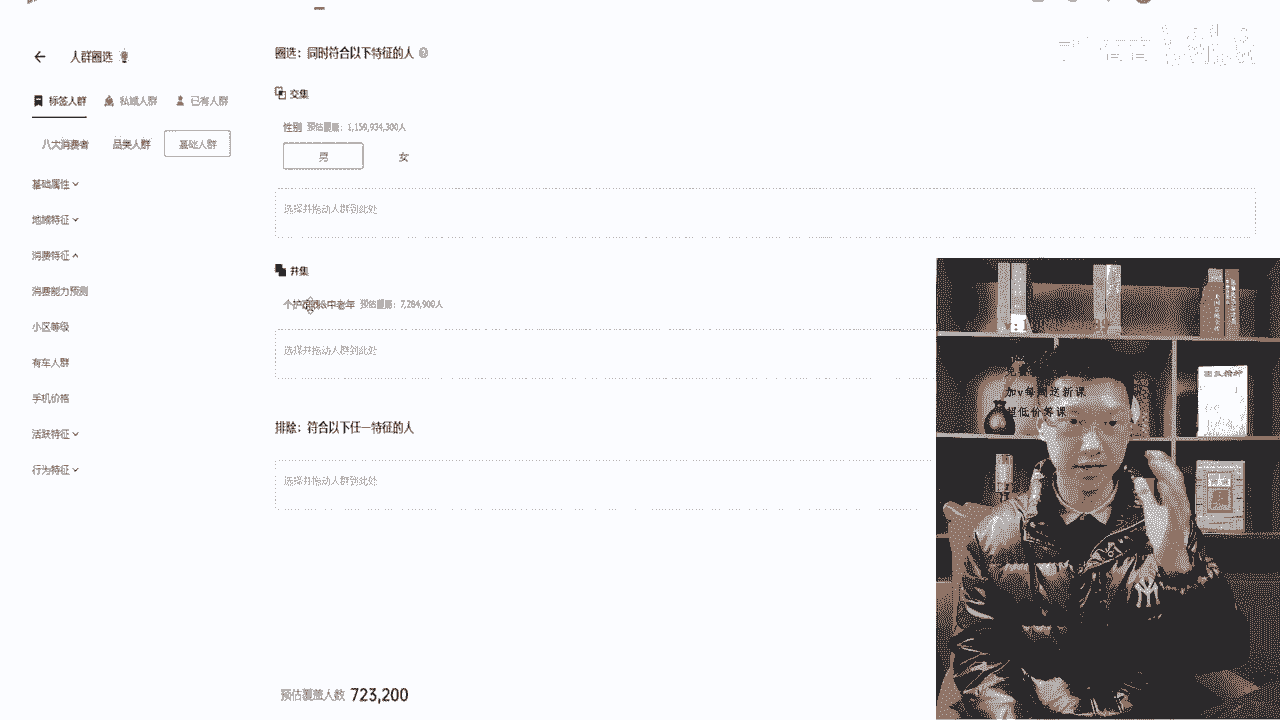 人群圈选
标签人群 私域人群 已有人群
八大消费者 品类人群 基础人群
基础属性
地域特征
消费特征
消费能力预测
小区等级
有车人群
手机价格
活跃特征
行为特征
圈选：同时符合以下特征的人
交集
性别 预估覆盖：1,159,934,300人
男 女
选择并拖动人群到此处
并集
中老年 预估覆盖：7,284,900人
选择并拖动人群到此处
排除：符合以下任一特征的人
选择并拖动人群到此处
预估覆盖人数 723,200
加v每周送新课
超低价等课